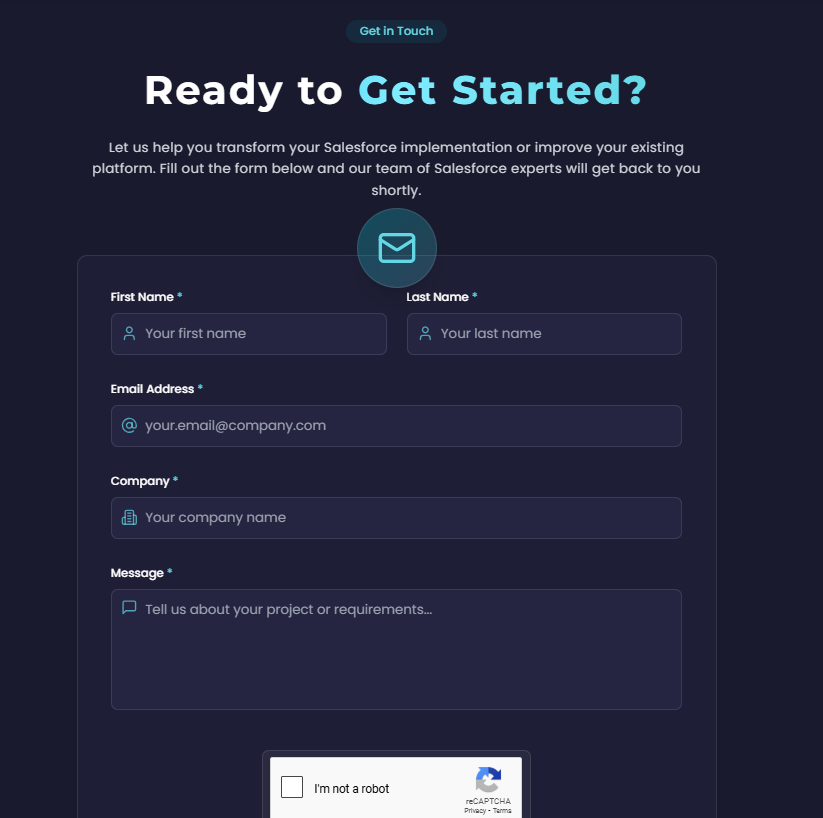 Get in Touch
Ready to Get Started?
Let us help you transform your Salesforce implementation or improve your existing
platform. Fill out the form below and our team of Salesforce experts will get back to you
shortly.
First Name *
Last Name *
Your first name
Your last name
Email Address *
your.email@company.com
Company *
Your company name
Message *
Tell us about your project or requirements...
I'm not a robot
reCAPTCHA
Privacy - Terms